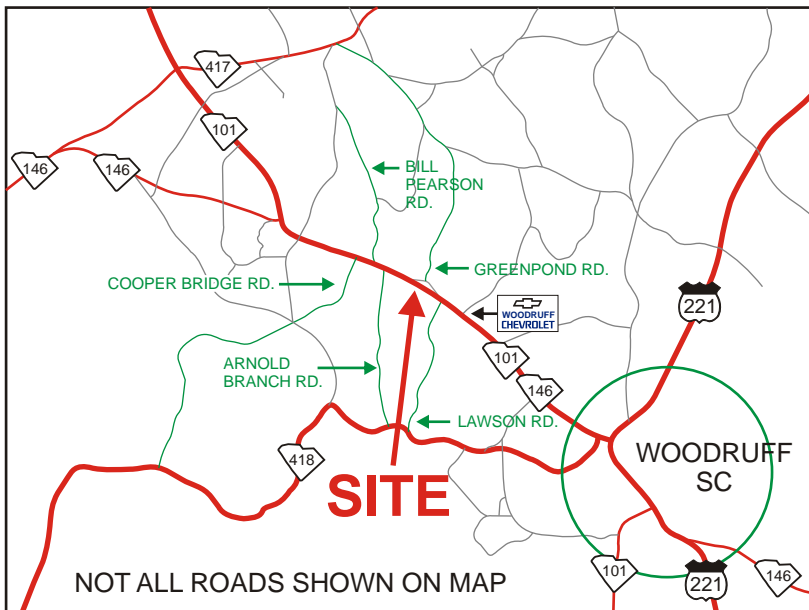 417
101
146
146
BILL
PEARSON
RD.
COOPER BRIDGE RD.
GREENPOND RD.
221
WOODRUFF
CHEVROLET
101
146
ARNOLD
BRANCH RD.
LAWSON RD.
418
SITE
WOODRUFF
SC
NOT ALL ROADS SHOWN ON MAP
101
221
146